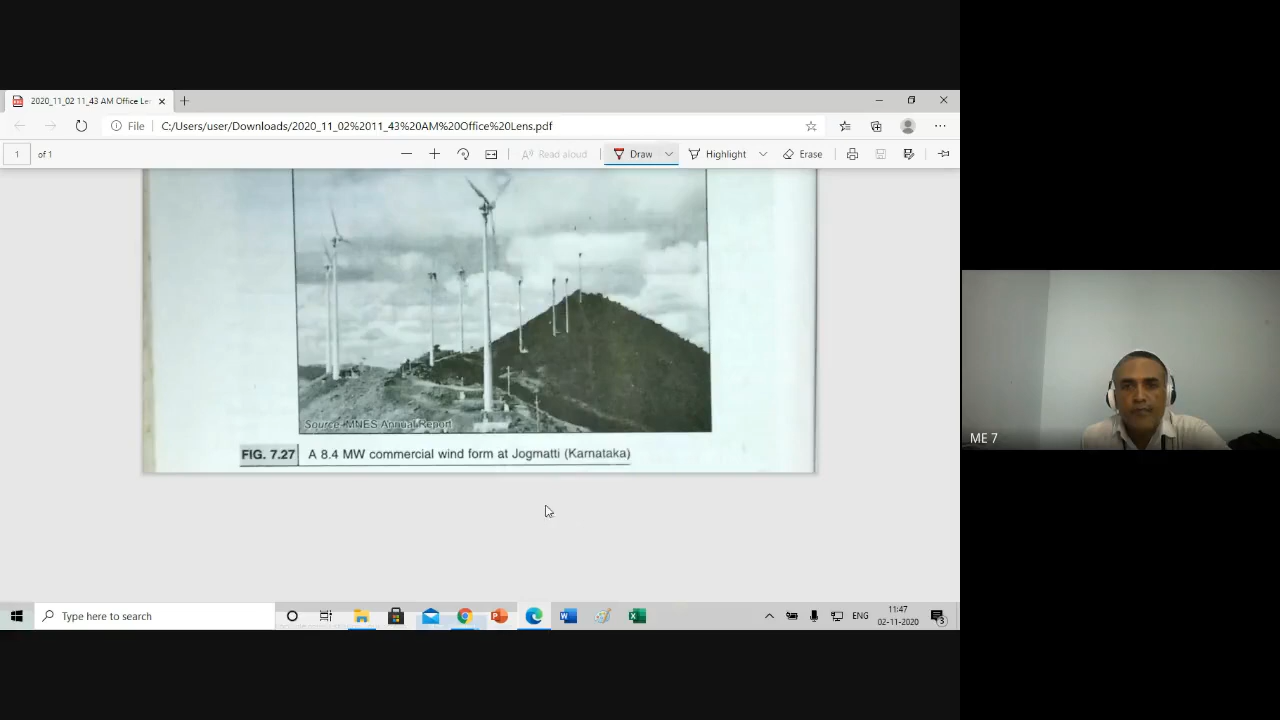 2020_11_02 11_43 AM Office Le
File
C:/Users/user/Downloads/2020_11_02%2011_43%20AM%20Office%20Lens.pdf
1 of 1
Read aloud
Draw
Highlight
Erase
Source-MNES Annual Report
FIG. 7.27 A 8.4 MW commercial wind form at Jogmatti (Karnataka)
ME 7
Type here to search
ENG
11:47
02-11-2020
3